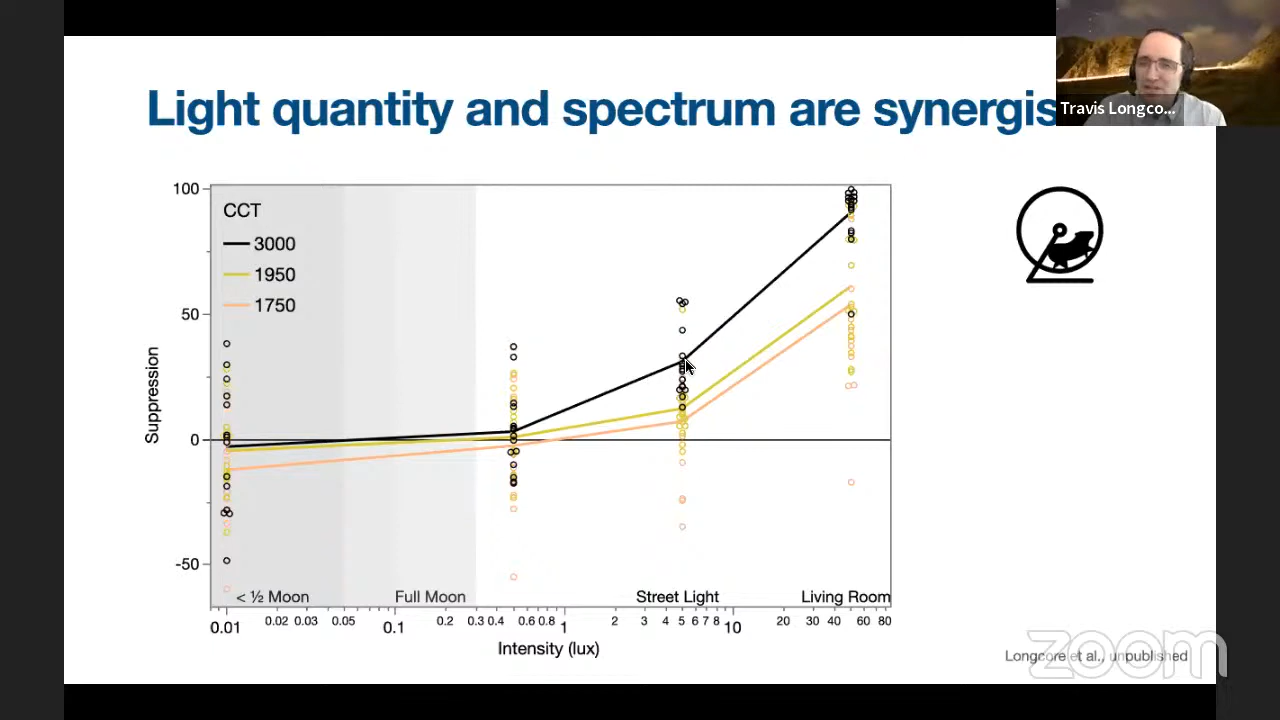 Light quantity and spectrum are synergis
Travis Longco...
100
50
0
-50
Suppression
CCT
3000
1950
1750
< ½ Moon
Full Moon
Street Light
Living Room
0.01 0.02 0.03 0.05 0.1 0.2 0.3 0.4 0.6 0.8 1 2 3 4 5 6 7 8 10 20 30 40 60 80
Intensity (lux)
Longcore et al., unpublished
zoom